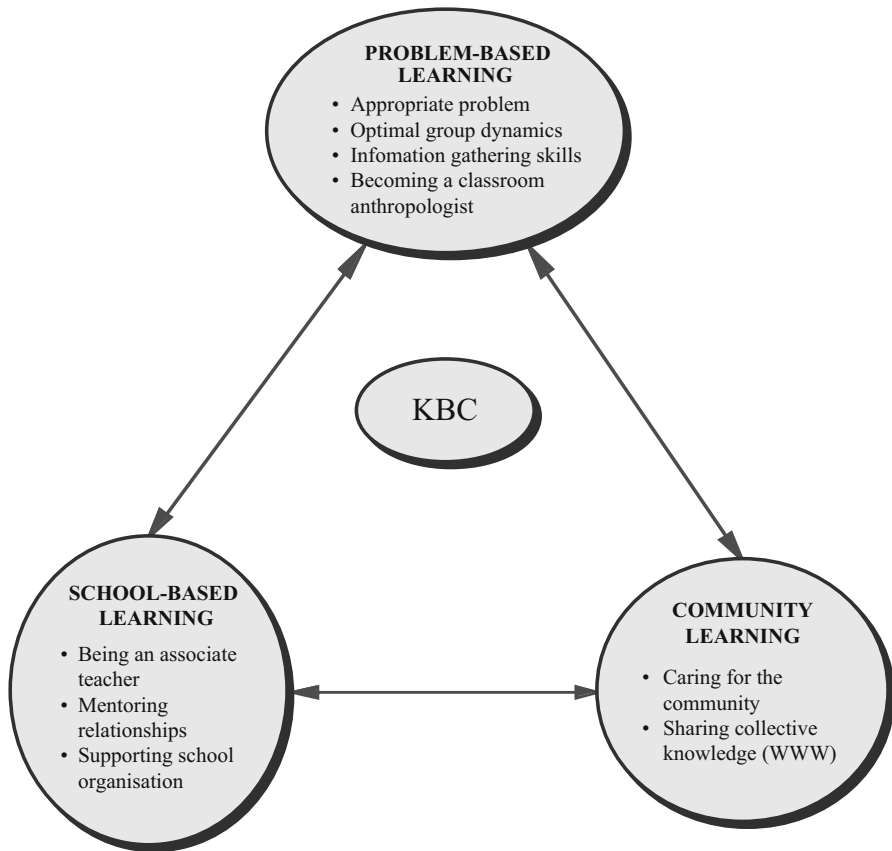 PROBLEM-BASED
LEARNING
• Appropriate problem
• Optimal group dynamics
• Infomation gathering skills
• Becoming a classroom
anthropologist
KBC
SCHOOL-BASED
LEARNING
• Being an associate
teacher
• Mentoring
relationships
• Supporting school
organisation
COMMUNITY
LEARNING
• Caring for the
community
• Sharing collective
knowledge (WWW)